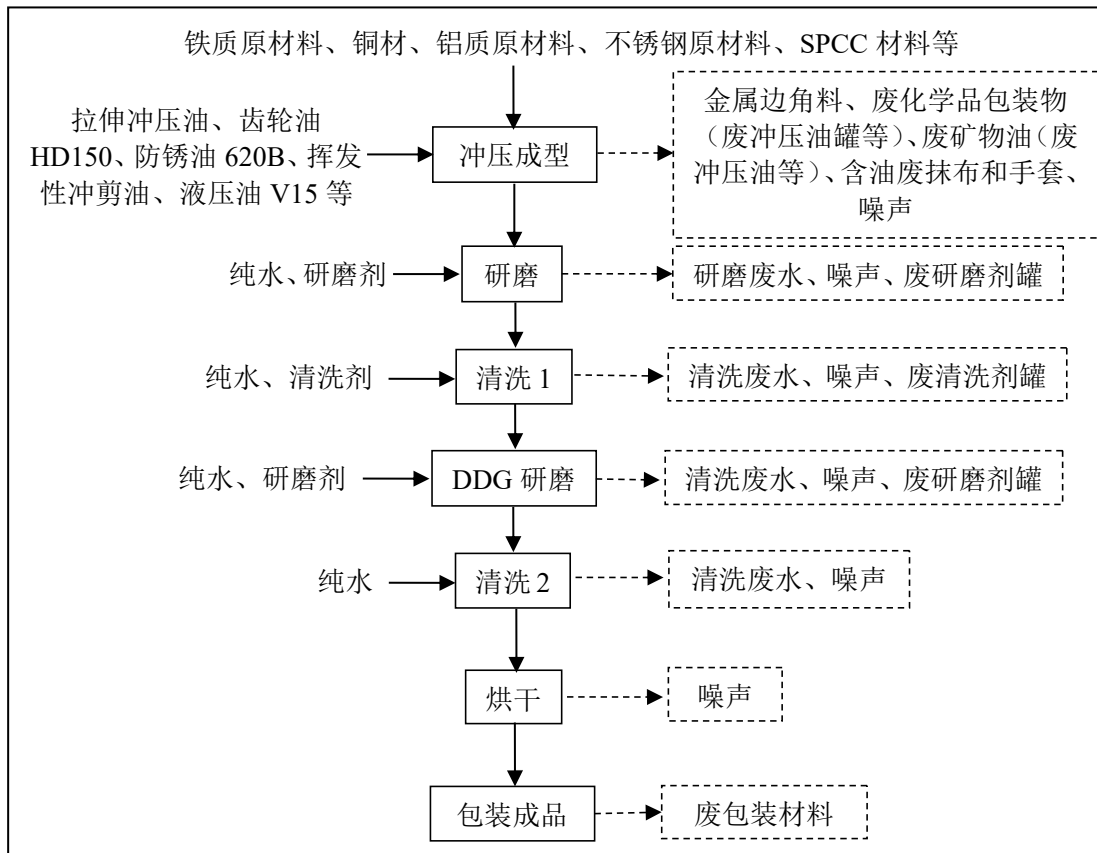 铁质原材料、铜材、铝质原材料、不锈钢原材料、SPCC 材料等
拉伸冲压油、齿轮油
HD150、防锈油 620B、挥发
性冲剪油、液压油 V15 等
冲压成型
金属边角料、废化学品包装物
（废冲压油罐等）、废矿物油（废
冲压油等）、含油废抹布和手套、
噪声
纯水、研磨剂
研磨
研磨废水、噪声、废研磨剂罐
纯水、清洗剂
清洗 1
清洗废水、噪声、废清洗剂罐
纯水、研磨剂
DDG 研磨
清洗废水、噪声、废研磨剂罐
纯水
清洗 2
清洗废水、噪声
烘干
噪声
包装成品
废包装材料